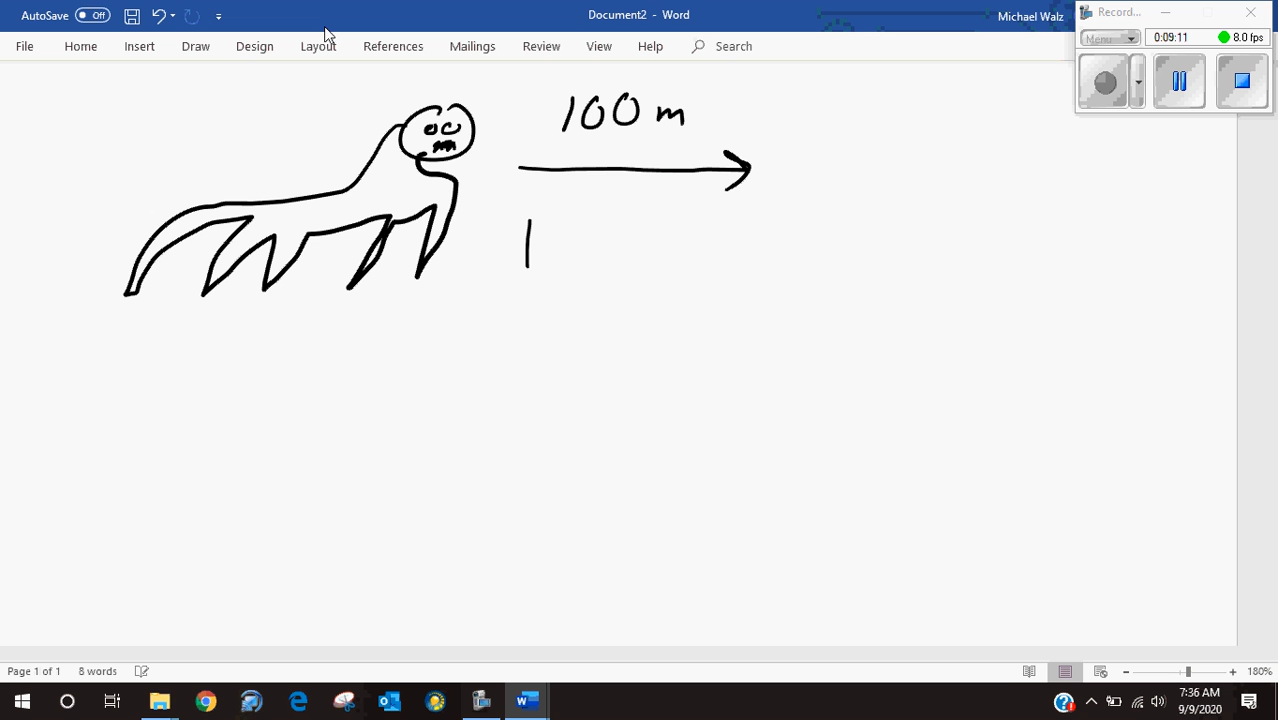 AutoSave Off Document2 - Word Michael Walz Record...
File Home Insert Draw Design Layout References Mailings Review View Help Search
Menu 0:09:11 8.0 fps
100 m
Page 1 of 1 8 words 180%
7:36 AM
9/9/2020